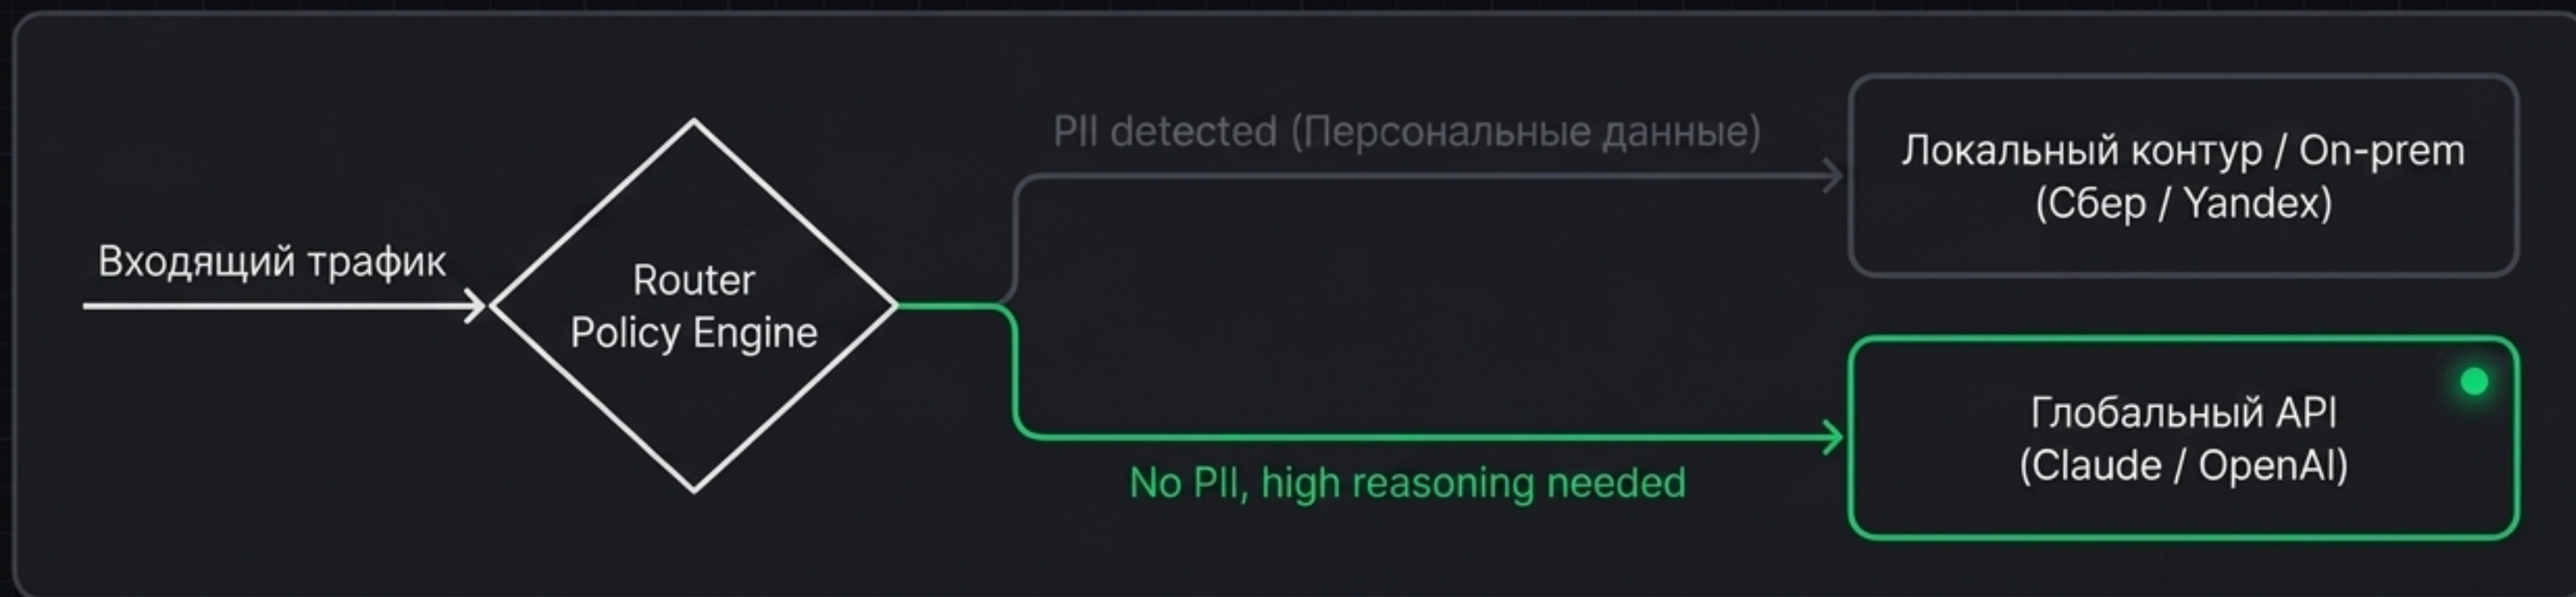 Входящий трафик
Router
Policy Engine
PII detected (Персональные данные)
Локальный контур / On-prem
(Сбер / Yandex)
No PII, high reasoning needed
Глобальный API
(Claude / OpenAI)